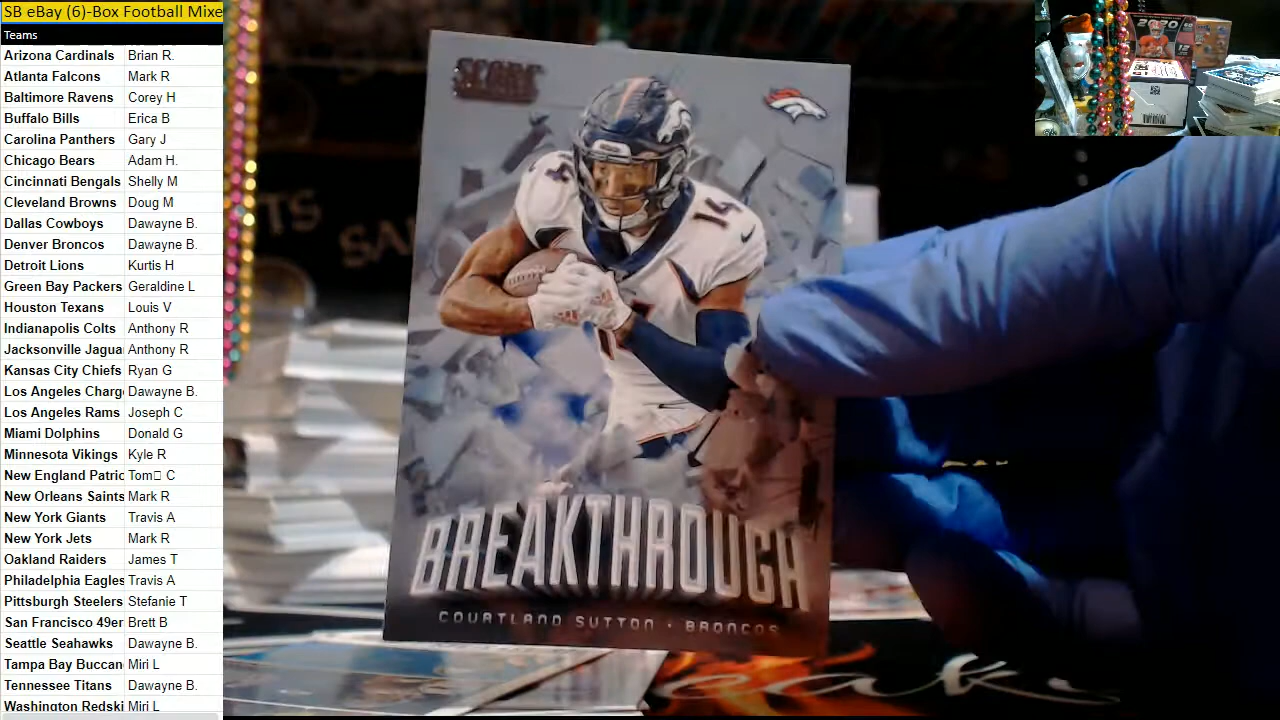 SB eBay (6)-Box Football Mixe
Teams
Arizona Cardinals Brian R.
Atlanta Falcons Mark R
Baltimore Ravens Corey H
Buffalo Bills Erica B
Carolina Panthers Gary J
Chicago Bears Adam H.
Cincinnati Bengals Shelly M
Cleveland Browns Doug M
Dallas Cowboys Dawayne B.
Denver Broncos Dawayne B.
Detroit Lions Kurtis H
Green Bay Packers Geraldine L
Houston Texans Louis V
Indianapolis Colts Anthony R
Jacksonville Jagua Anthony R
Kansas City Chiefs Ryan G
Los Angeles Charg Dawayne B.
Los Angeles Rams Joseph C
Miami Dolphins Donald G
Minnesota Vikings Kyle R
New England Patric Tom C
New Orleans Saints Mark R
New York Giants Travis A
New York Jets Mark R
Oakland Raiders James T
Philadelphia Eagles Travis A
Pittsburgh Steelers Stefanie T
San Francisco 49er Brett B
Seattle Seahawks Dawayne B.
Tampa Bay Buccan Miri L
Tennessee Titans Dawayne B.
Washington Redski Miri L
SCORE
14
14
BREAKTHROUGH
COURTLAND SUTTON · BRONCOS
2020
12